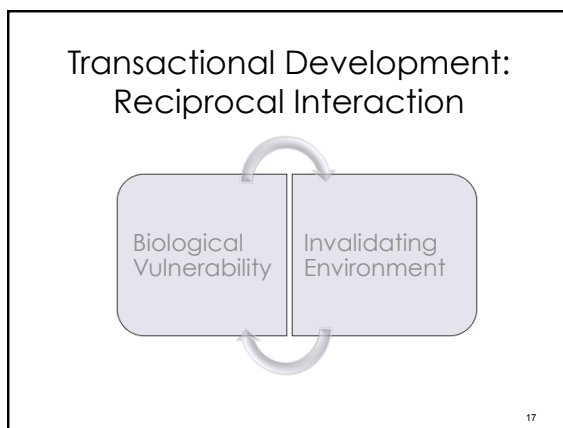 Transactional Development:
Reciprocal Interaction
Biological
Vulnerability
Invalidating
Environment
17